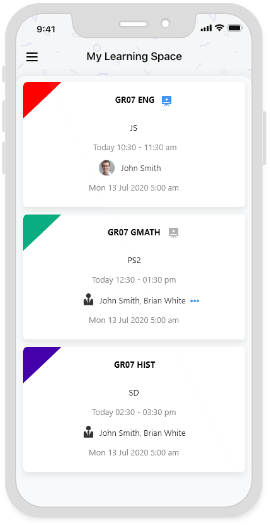 9:41
My Learning Space
GR07 ENG
JS
Today 10:30 - 11:30 am
John Smith
Mon 13 Jul 2020 5:00 am
GR07 GMATH
PS2
Today 12:30 - 01:30 pm
John Smith, Brian White
Mon 13 Jul 2020 5:00 am
GR07 HIST
SD
Today 02:30 - 03:30 pm
John Smith, Brian White
Mon 13 Jul 2020 5:00 am